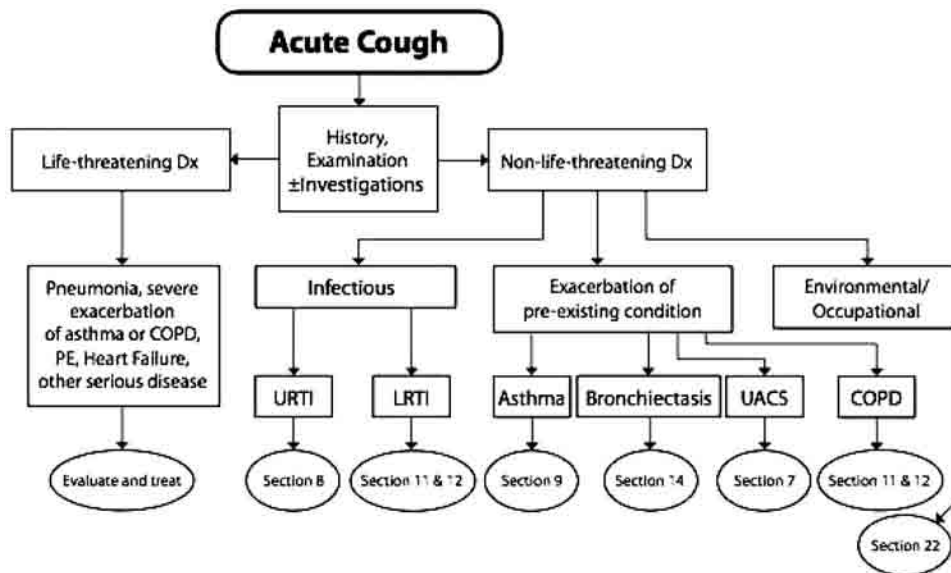 Acute Cough
History,
Examination
±Investigations
Life-threatening Dx
Non-life-threatening Dx
Pneumonia, severe
exacerbation
of asthma or COPD,
PE, Heart Failure,
other serious disease
Infectious
Exacerbation of
pre-existing condition
Environmental/
Occupational
URTI
LRTI
Asthma
Bronchiectasis
UACS
COPD
Evaluate and treat
Section 8
Section 11 & 12
Section 9
Section 14
Section 7
Section 11 & 12
Section 22